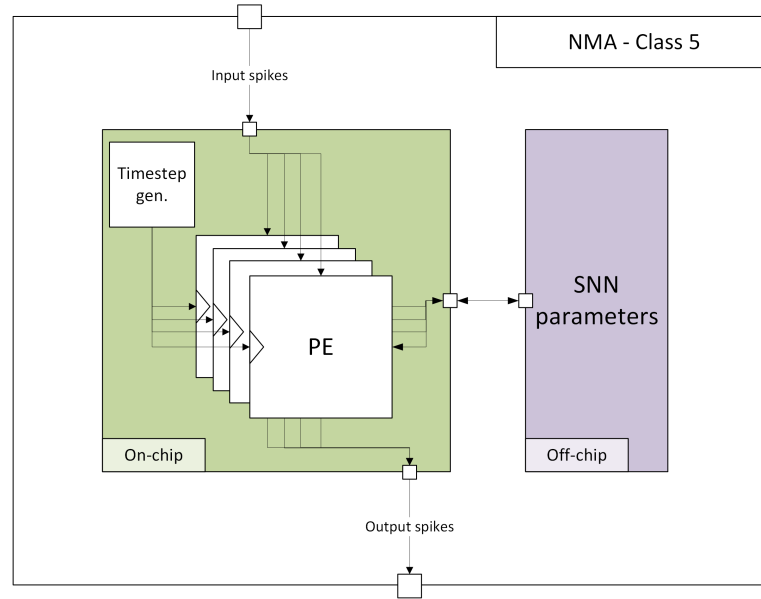 NMA - Class 5
Input spikes
Timestep
gen.
PE
SNN
parameters
On-chip
Off-chip
Output spikes